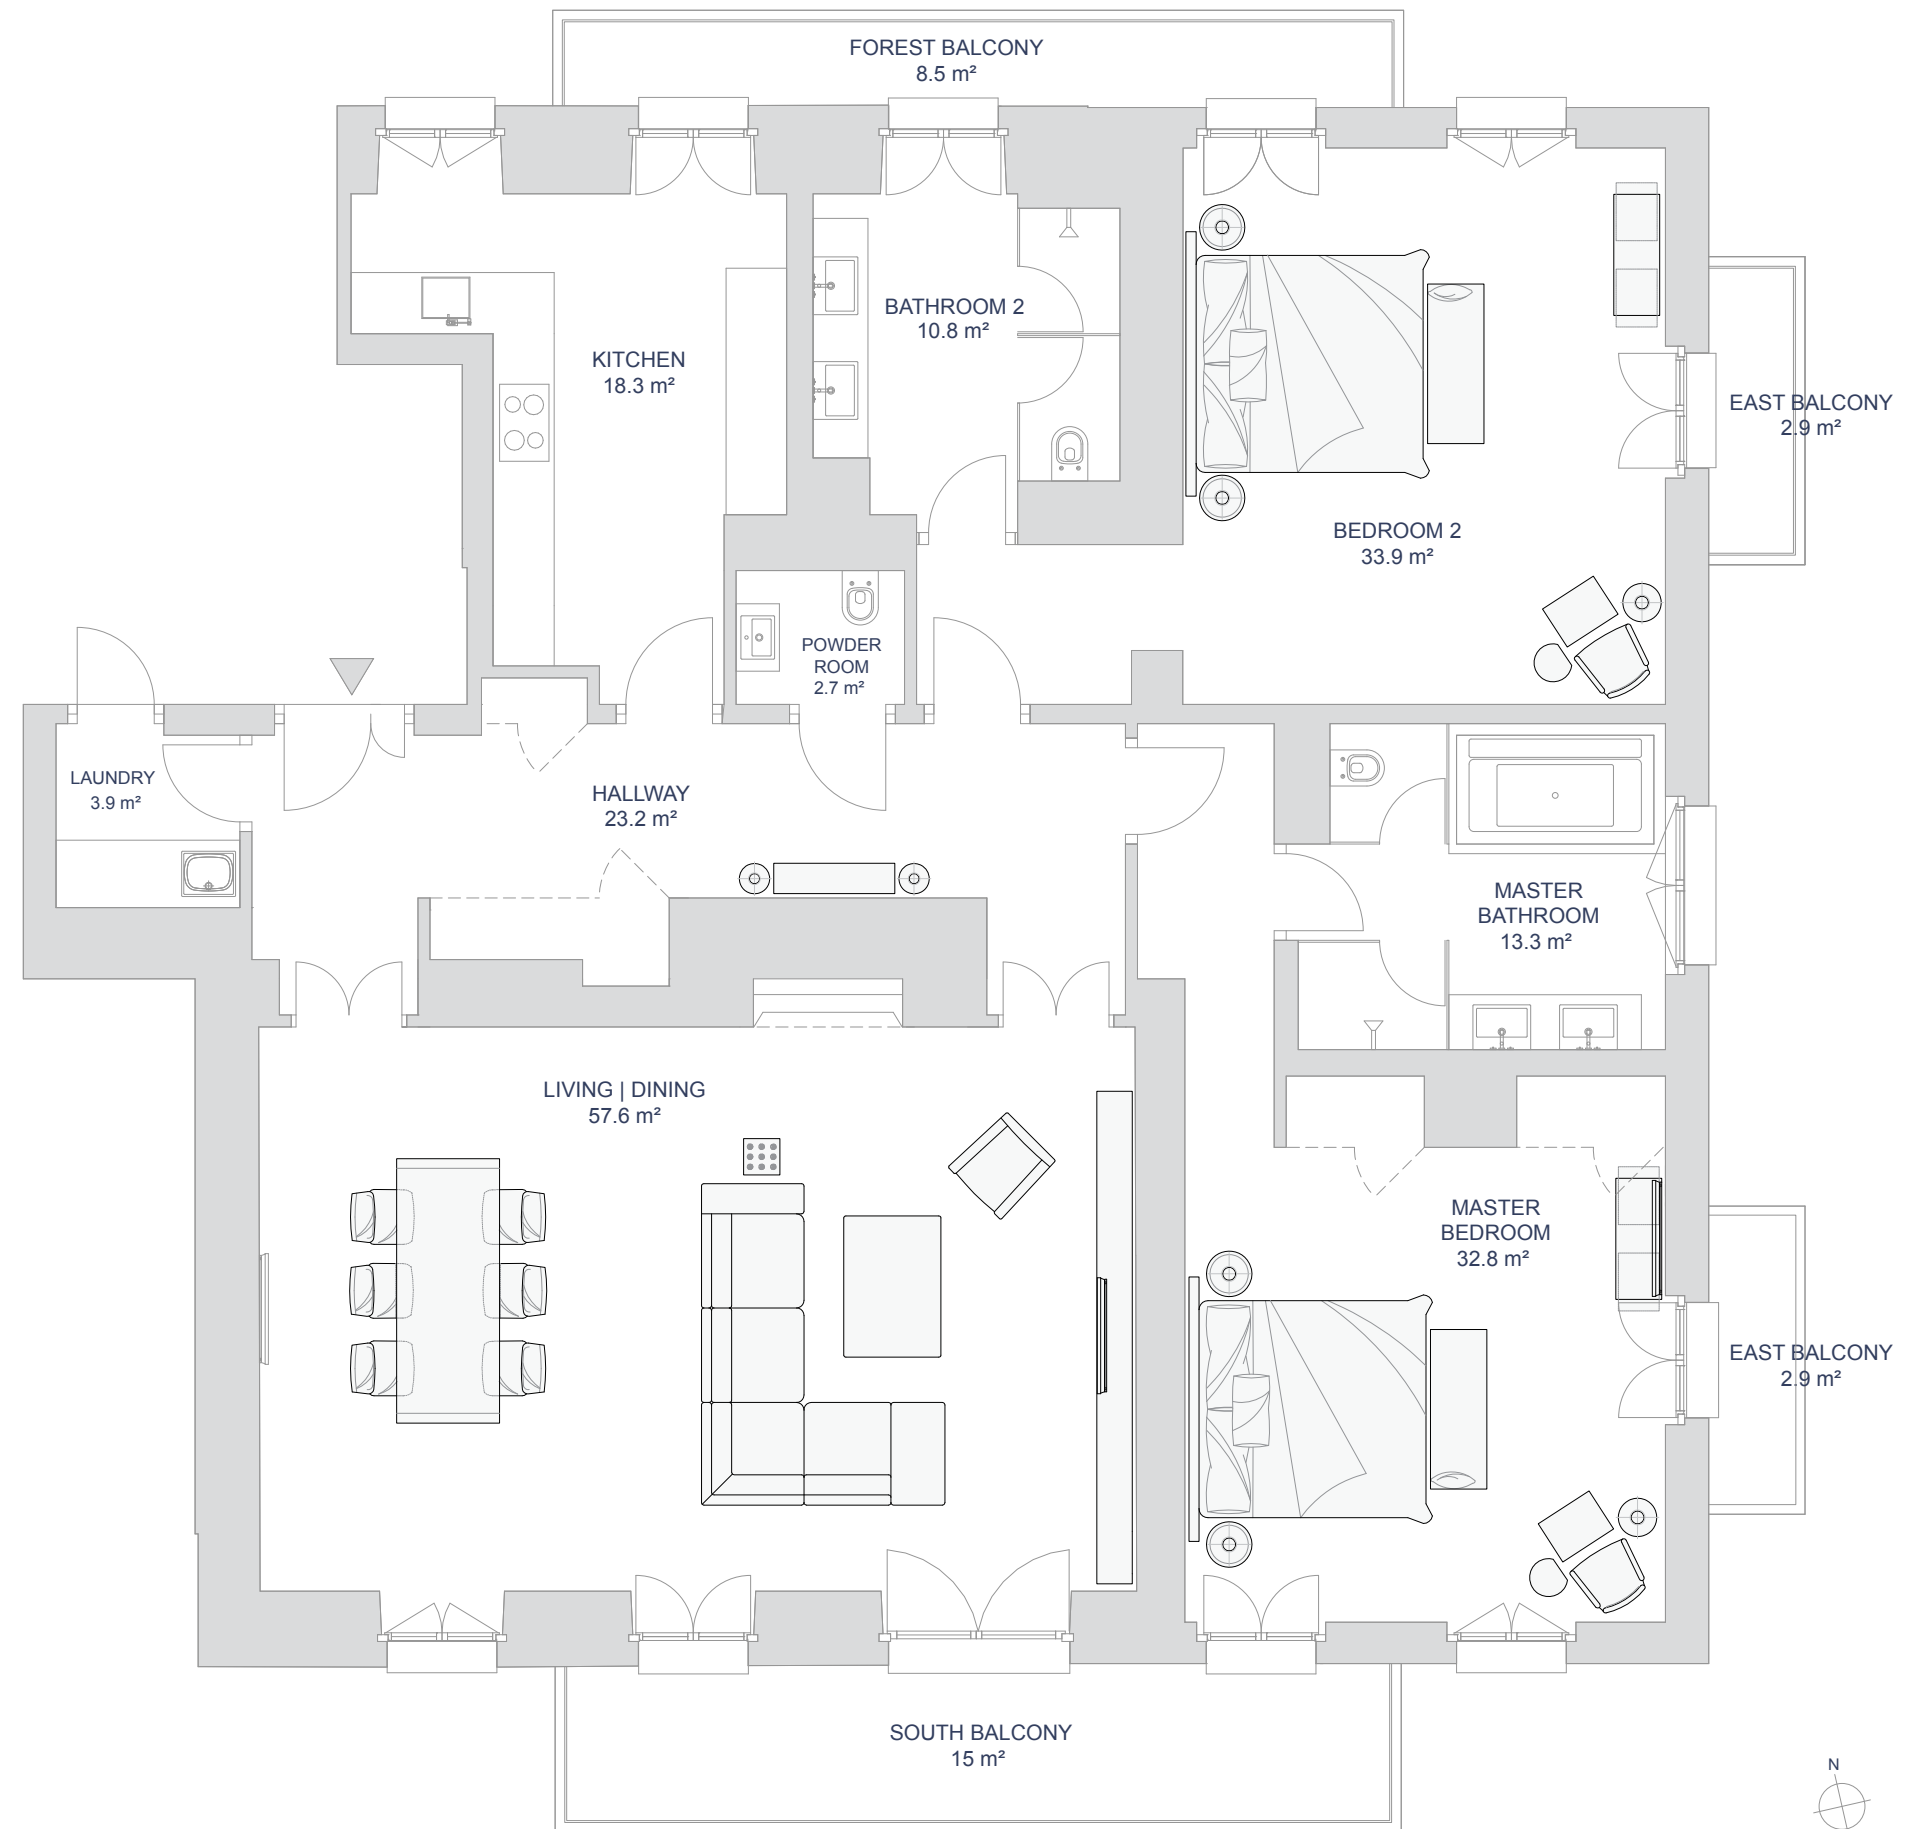 FOREST BALCONY
8.5 m²
BATHROOM 2
10.8 m²
KITCHEN
18.3 m²
EAST BALCONY
2.9 m²
BEDROOM 2
33.9 m²
POWDER
ROOM
2.7 m²
LAUNDRY
3.9 m²
HALLWAY
23.2 m²
MASTER
BATHROOM
13.3 m²
LIVING | DINING
57.6 m²
MASTER
BEDROOM
32.8 m²
EAST BALCONY
2.9 m²
SOUTH BALCONY
15 m²
N